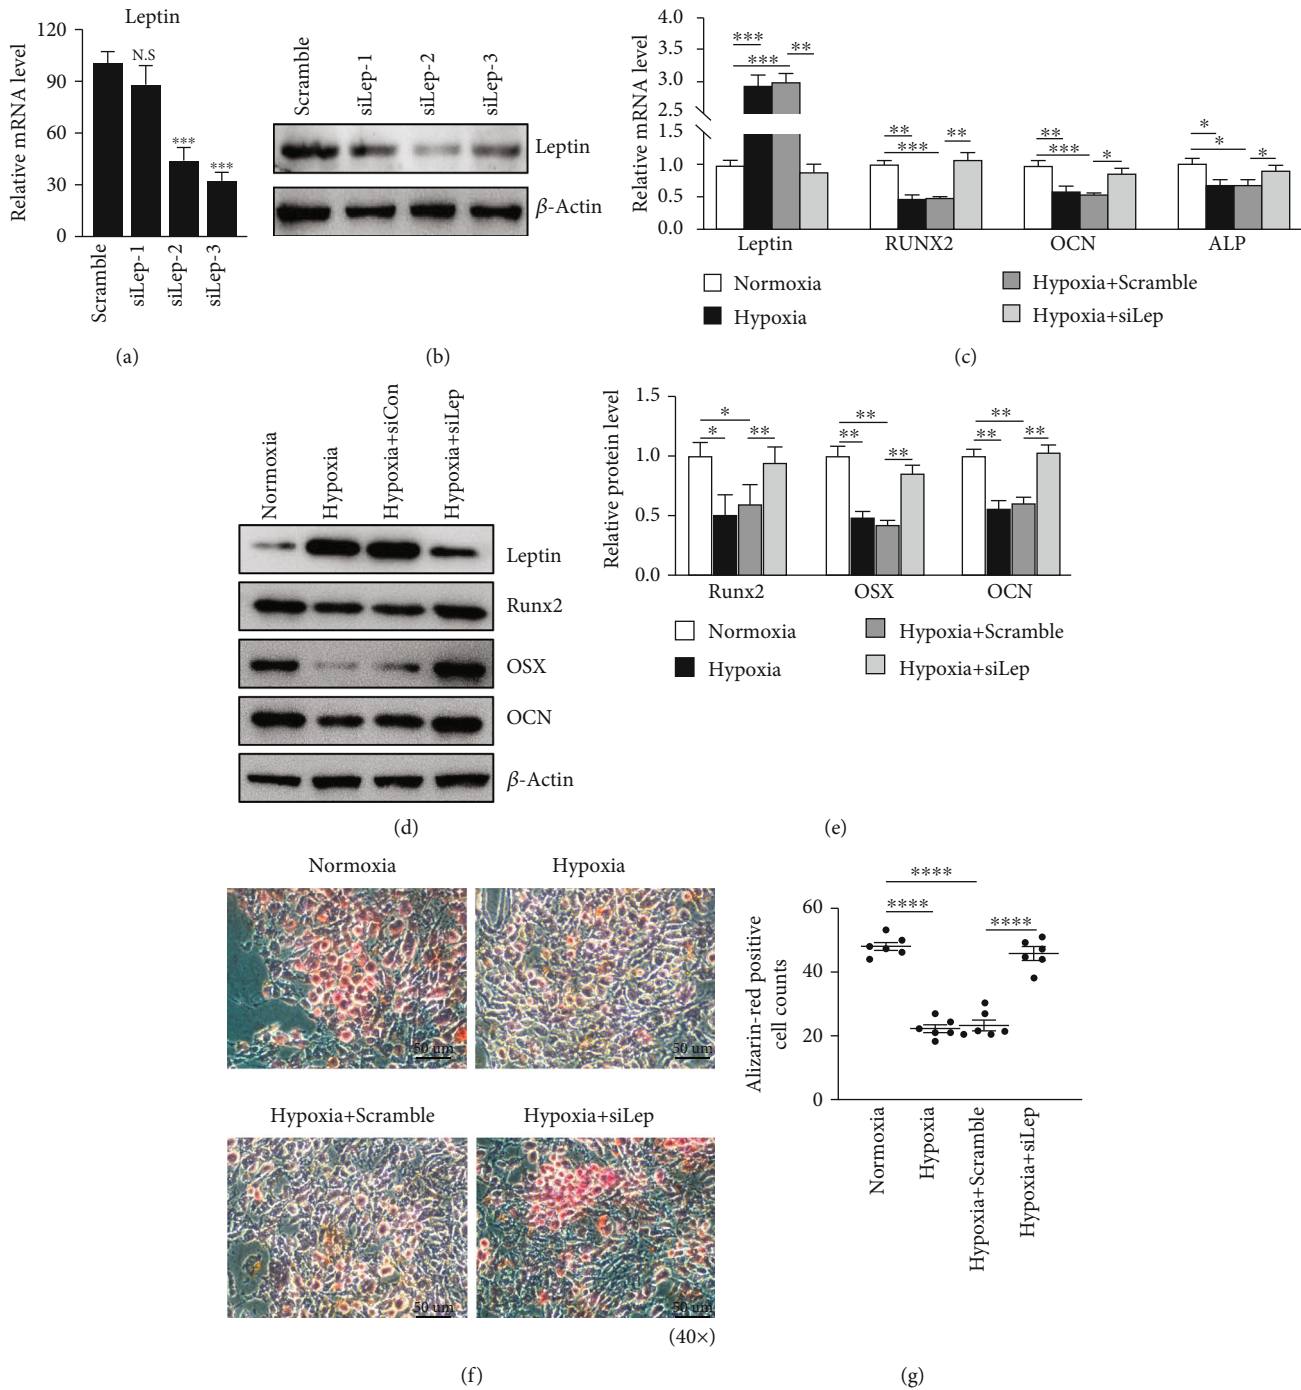 Leptin
Relative mRNA level
120
90
60
30
0
N.S
***
***
Scramble
siLep-1
siLep-2
siLep-3
(a)
Scramble
siLep-1
siLep-2
siLep-3
Leptin
β-Actin
(b)
Relative mRNA level
4.0
3.5
3.0
2.5
1.5
1.0
0.5
0.0
*** **
***
** **
***
** *
***
* *
*
Leptin RUNX2 OCN ALP
Normoxia
Hypoxia
Hypoxia+Scramble
Hypoxia+siLep
(c)
Normoxia
Hypoxia
Hypoxia+siCon
Hypoxia+siLep
Leptin
Runx2
OSX
OCN
β-Actin
(d)
Relative protein level
1.5
1.0
0.5
0.0
*
* **
**
** **
**
** **
Runx2 OSX OCN
Normoxia
Hypoxia
Hypoxia+Scramble
Hypoxia+siLep
(e)
Normoxia Hypoxia
50 um 50 um
Hypoxia+Scramble Hypoxia+siLep
50 um 50 um
(40×)
(f)
Alizarin-red positive
cell counts
60
40
20
0
****
**** ****
Normoxia
Hypoxia
Hypoxia+Scramble
Hypoxia+siLep
(g)